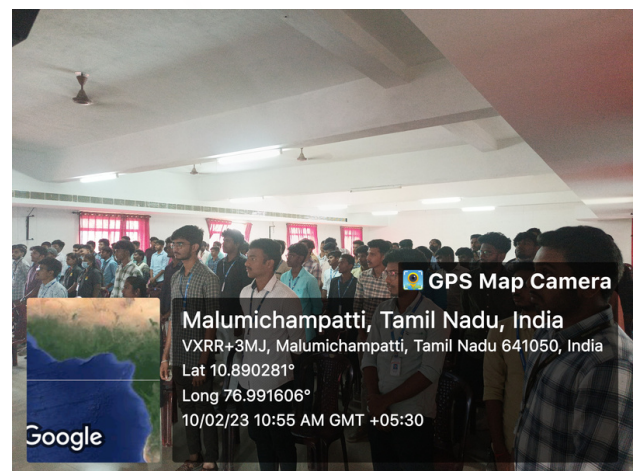 GPS Map Camera
Malumichampatti, Tamil Nadu, India
VXRR+3MJ, Malumichampatti, Tamil Nadu 641050, India
Lat 10.890281°
Long 76.991606°
10/02/23 10:55 AM GMT +05:30
Google